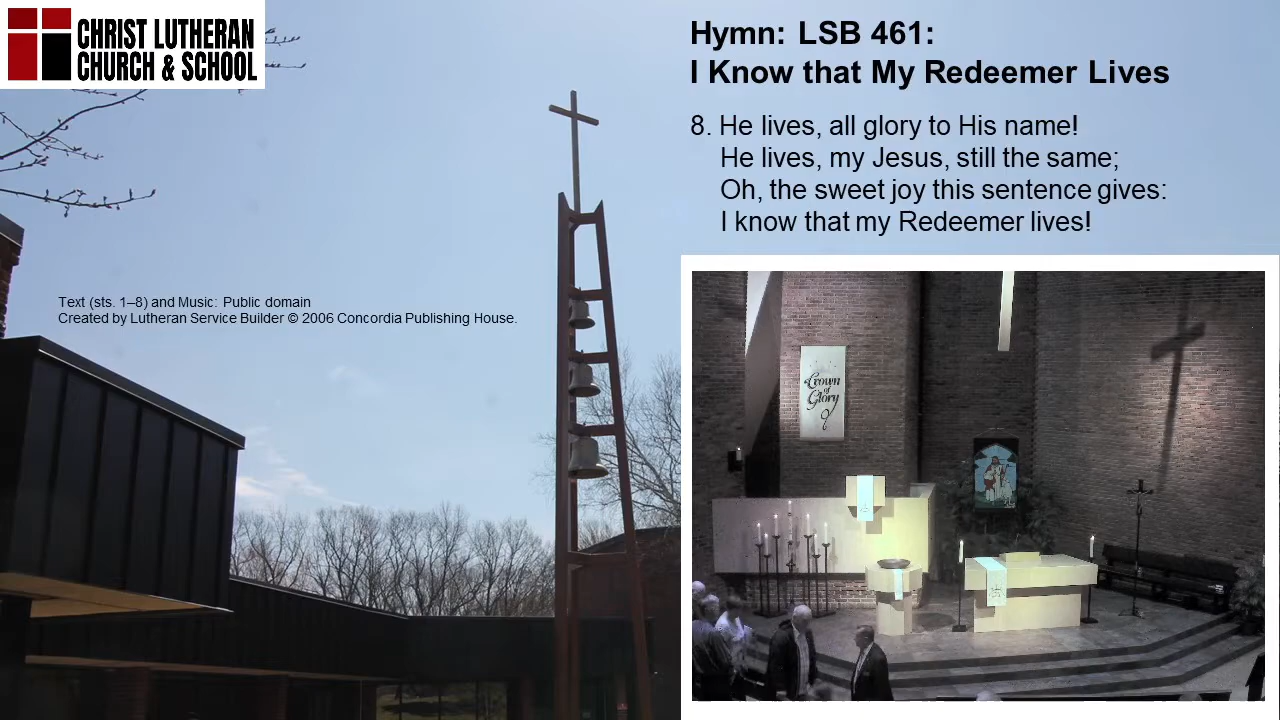 CHRIST LUTHERAN
CHURCH & SCHOOL
Hymn: LSB 461:
I Know that My Redeemer Lives
8. He lives, all glory to His name!
He lives, my Jesus, still the same;
Oh, the sweet joy this sentence gives:
I know that my Redeemer lives!
Text (sts. 1–8) and Music: Public domain
Created by Lutheran Service Builder © 2006 Concordia Publishing House.
Crown
of
Glory